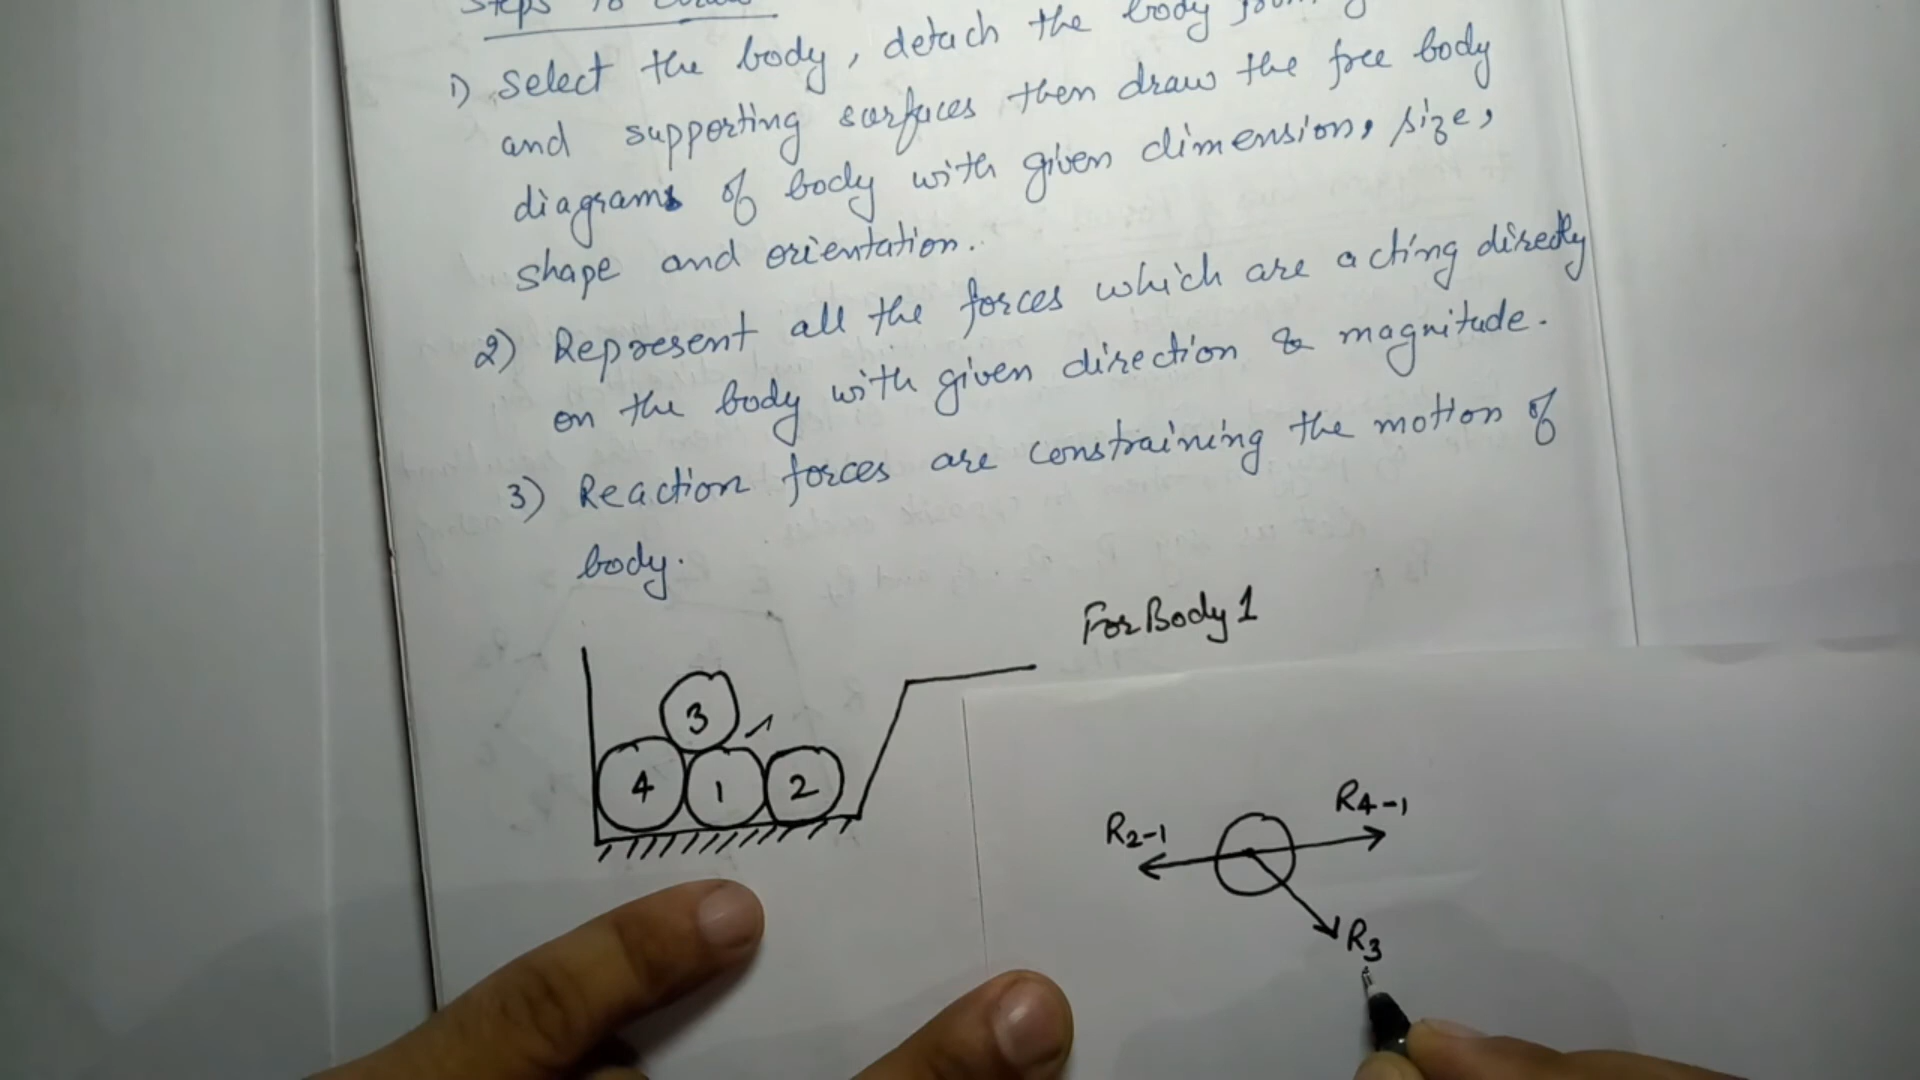 Steps to
1) Select the body, detach the body
and supporting surfaces then draw the free body
diagrams of body with given dimension, size,
shape and orientation.
2) Represent all the forces which are acting directly
on the body with given direction & magnitude.
3) Reaction forces are constraining the motion of
body.
For Body 1
3
4 1 2
R4-1
R2-1
R3